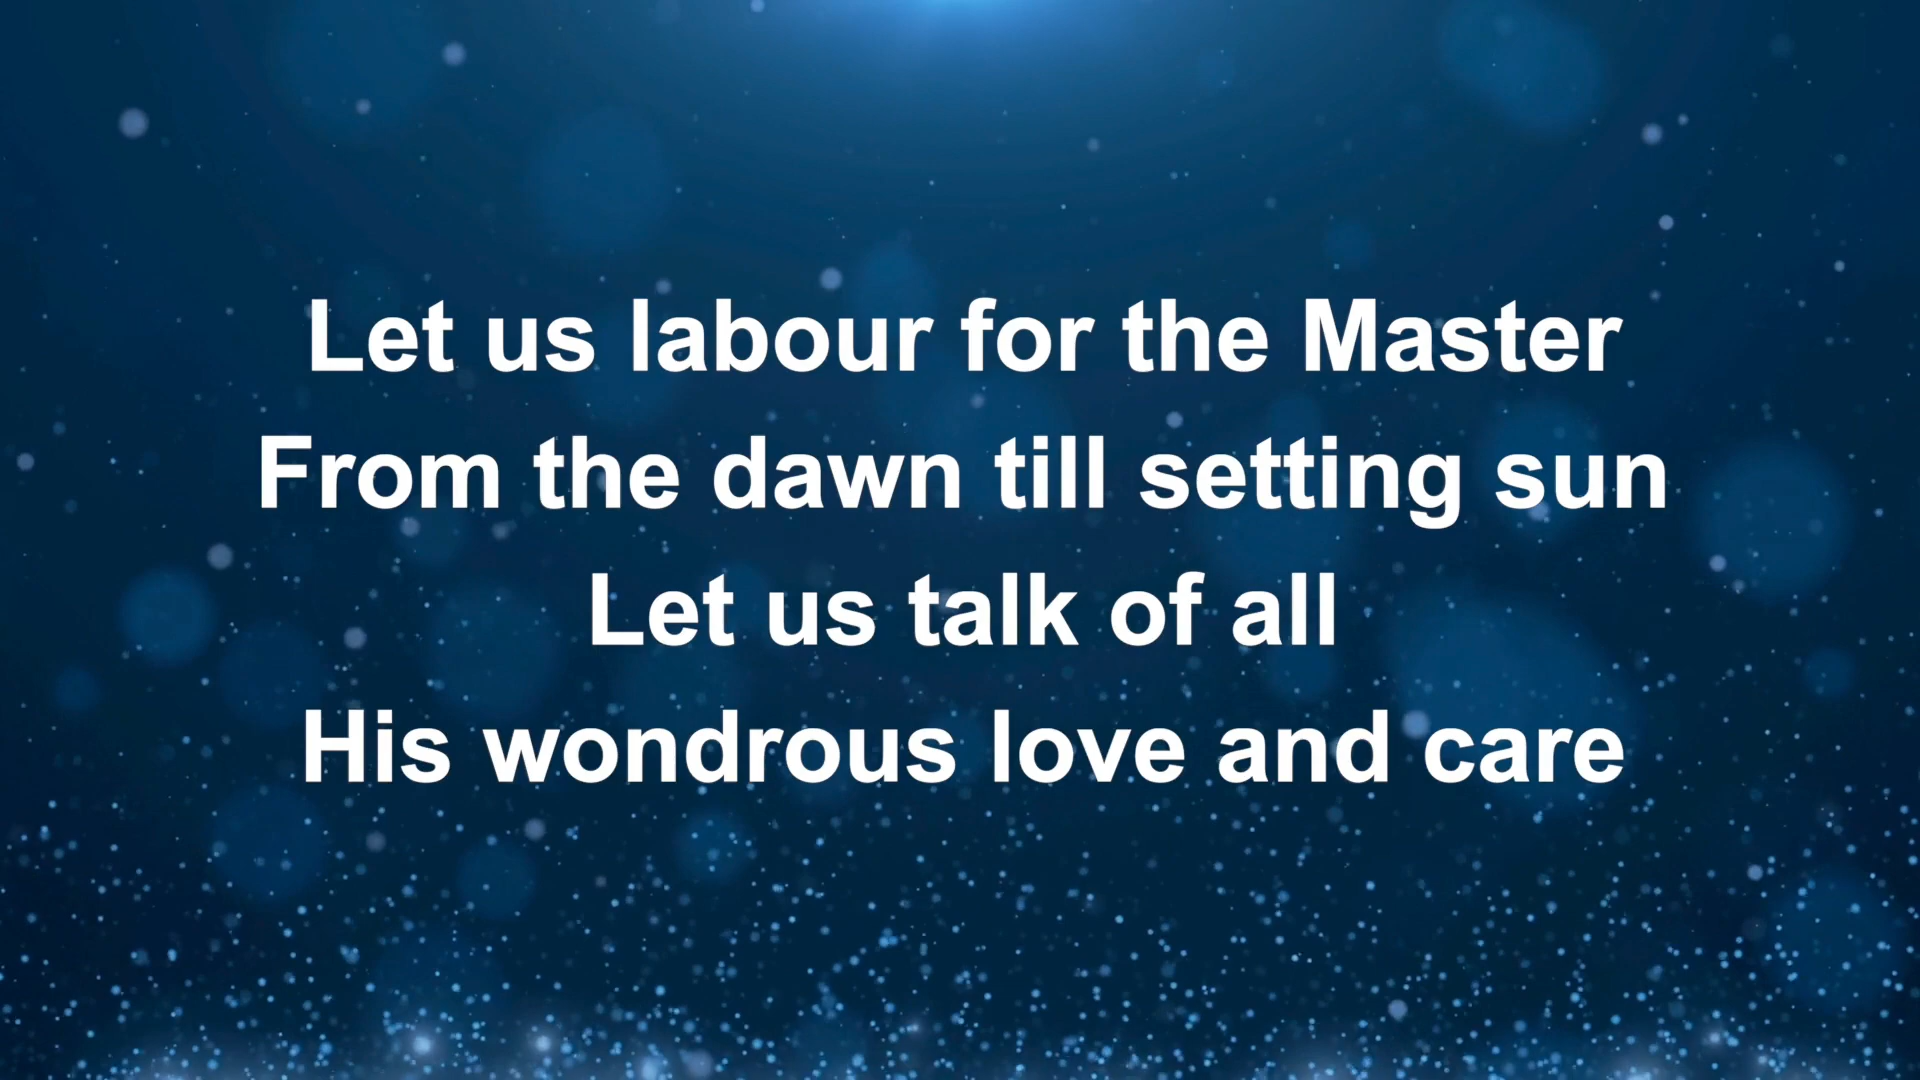 Let us labour for the Master
From the dawn till setting sun
Let us talk of all
His wondrous love and care